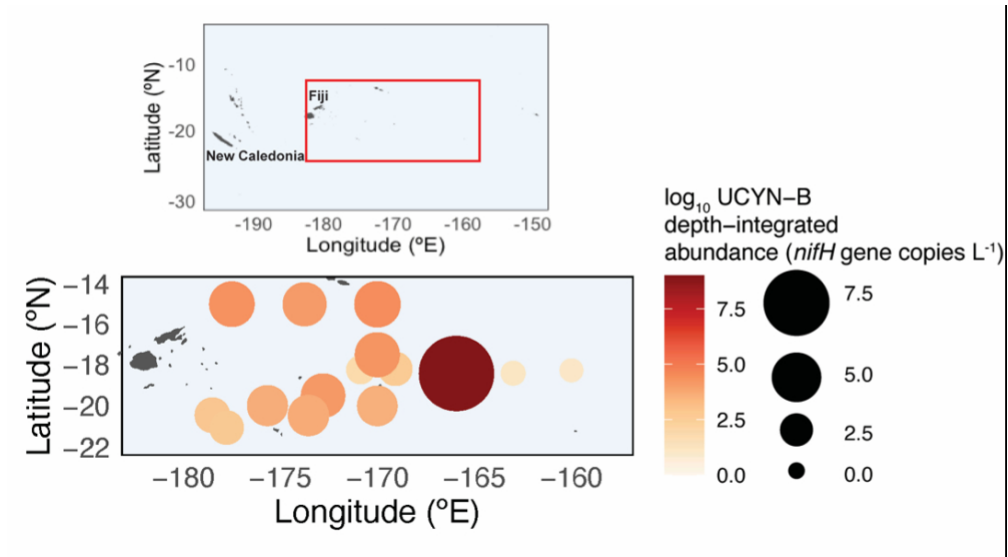 Latitude (ºN)
-10
-20
-30
Fiji
New Caledonia
-190
-180
-170
-160
-150
Longitude (ºE)
log₁₀ UCYN−B
depth−integrated
abundance (nifH gene copies L⁻¹)
7.5
5.0
2.5
0.0
7.5
5.0
2.5
0.0
Latitude (ºN)
−14
−16
−18
−20
−22
−180
−175
−170
−165
−160
Longitude (ºE)